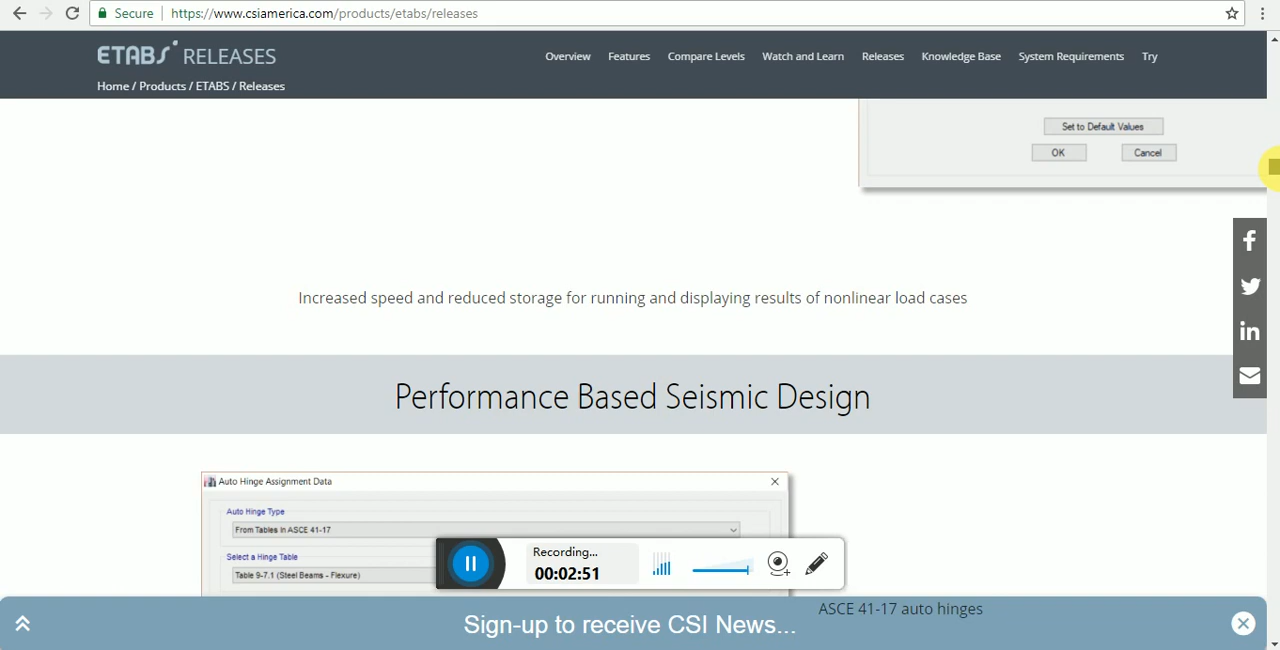 Secure
https://www.csiamerica.com/products/etabs/releases
ETABS RELEASES
Overview Features Compare Levels Watch and Learn Releases Knowledge Base System Requirements Try
Home / Products / ETABS / Releases
Set to Default Values
OK Cancel
Increased speed and reduced storage for running and displaying results of nonlinear load cases
Performance Based Seismic Design
Auto Hinge Assignment Data
Auto Hinge Type
From Tables In ASCE 41-17
Select a Hinge Table
Table 9-7.1 (Steel Beams - Flexure)
Recording...
00:02:51
ASCE 41-17 auto hinges
Sign-up to receive CSI News...